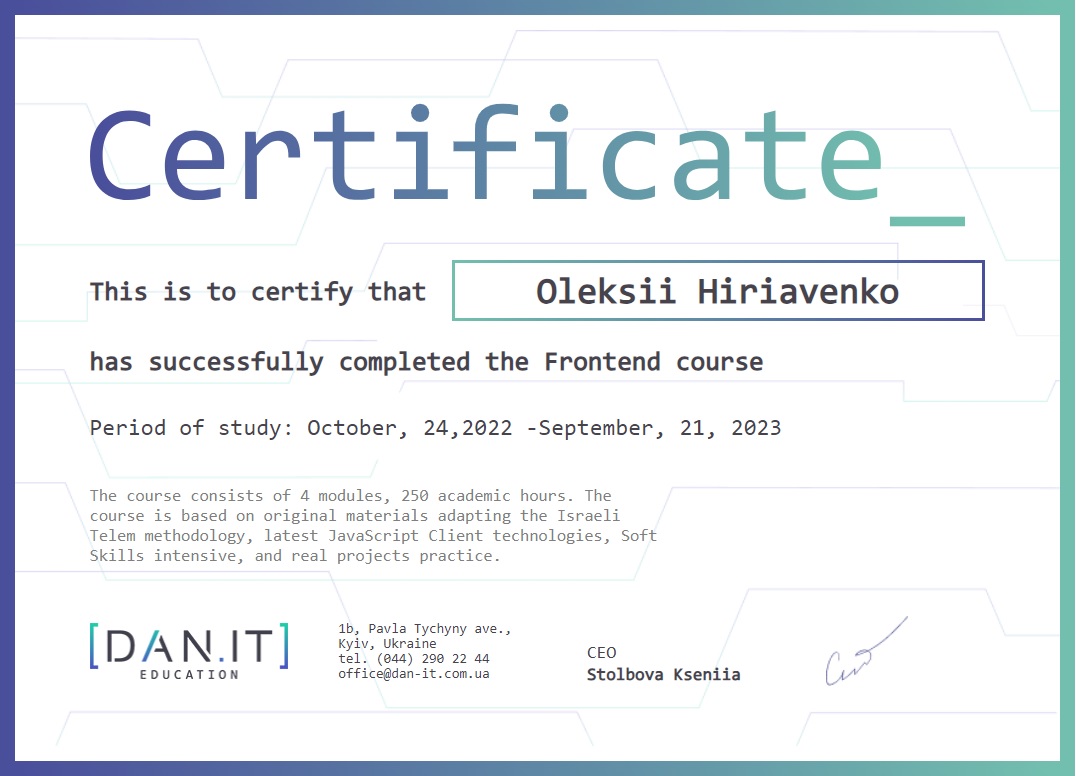 Certificate_
This is to certify that Oleksii Hiriavenko
has successfully completed the Frontend course
Period of study: October, 24,2022 -September, 21, 2023
The course consists of 4 modules, 250 academic hours. The
course is based on original materials adapting the Israeli
Telem methodology, latest JavaScript Client technologies, Soft
Skills intensive, and real projects practice.
[DAN.IT]
EDUCATION
1b, Pavla Tychyny ave.,
Kyiv, Ukraine
tel. (044) 290 22 44
office@dan-it.com.ua
CEO
Stolbova Kseniia